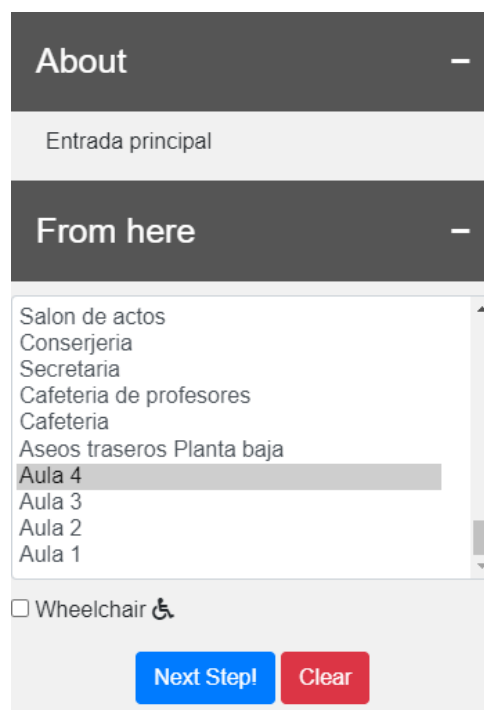 About
Entrada principal
From here
Salon de actos
Conserjeria
Secretaria
Cafeteria de profesores
Cafeteria
Aseos traseros Planta baja
Aula 4
Aula 3
Aula 2
Aula 1
Wheelchair
Next Step!
Clear